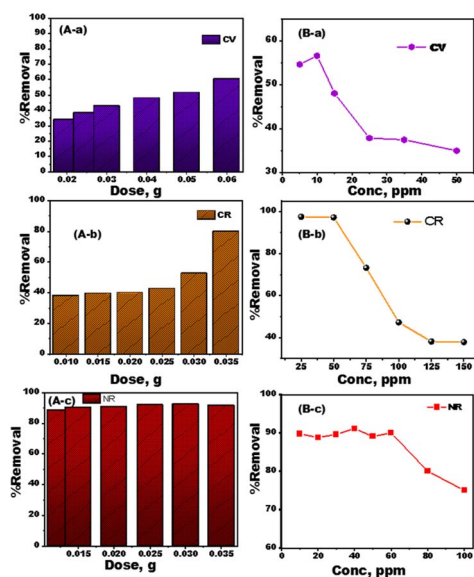 (A-a)
CV
%Removal
100
90
80
70
60
50
40
30
20
10
0
0.02 0.03 0.04 0.05 0.06
Dose, g
(B-a)
CV
%Removal
60
45
30
0 10 20 30 40 50
Conc, ppm
(A-b)
CR
%Removal
100
80
60
40
20
0
0.010 0.015 0.020 0.025 0.030 0.035
Dose, g
(B-b)
CR
%Removal
100
80
60
40
25 50 75 100 125 150
Conc, ppm
(A-c)
NR
%Removal
100
80
60
40
20
0
0.015 0.020 0.025 0.030 0.035
Dose, g
(B-c)
NR
%Removal
100
90
80
70
60
0 20 40 60 80 100
Conc, ppm